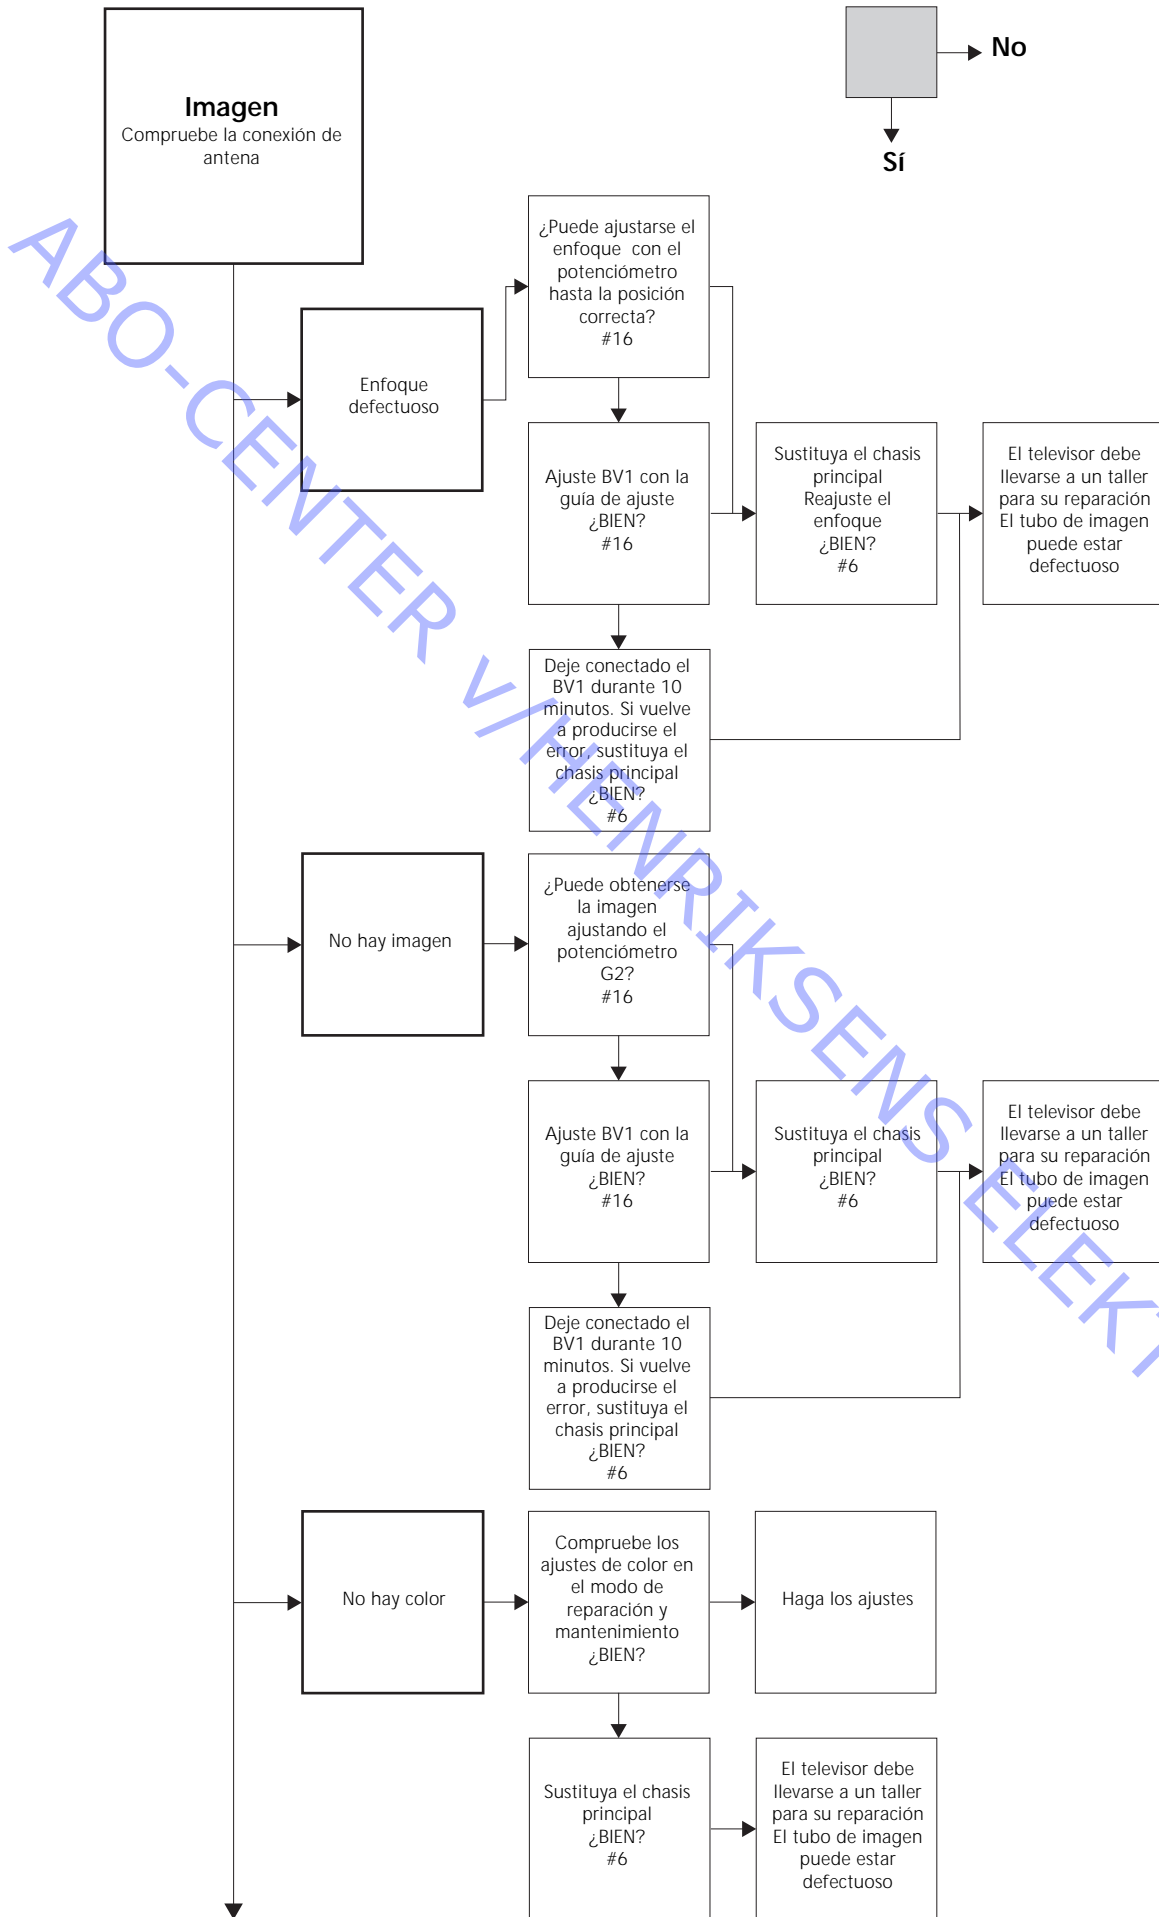 Imagen
Compruebe la conexión de
antena
No
Sí
¿Puede ajustarse el
enfoque con el
potenciómetro
hasta la posición
correcta?
#16
Enfoque
defectuoso
Ajuste BV1 con la
guía de ajuste
¿BIEN?
#16
Sustituya el chasis
principal
Reajuste el
enfoque
¿BIEN?
#6
El televisor debe
llevarse a un taller
para su reparación
El tubo de imagen
puede estar
defectuoso
Deje conectado el
BV1 durante 10
minutos. Si vuelve
a producirse el
error, sustituya el
chasis principal
¿BIEN?
#6
No hay imagen
¿Puede obtenerse
la imagen
ajustando el
potenciómetro
G2?
#16
Ajuste BV1 con la
guía de ajuste
¿BIEN?
#16
Sustituya el chasis
principal
¿BIEN?
#6
El televisor debe
llevarse a un taller
para su reparación
El tubo de imagen
puede estar
defectuoso
Deje conectado el
BV1 durante 10
minutos. Si vuelve
a producirse el
error, sustituya el
chasis principal
¿BIEN?
#6
No hay color
Compruebe los
ajustes de color en
el modo de
reparación y
mantenimiento
¿BIEN?
Haga los ajustes
Sustituya el chasis
principal
¿BIEN?
#6
El televisor debe
llevarse a un taller
para su reparación
El tubo de imagen
puede estar
defectuoso
ABO-CENTER v/HENRIKSENS ELEKT